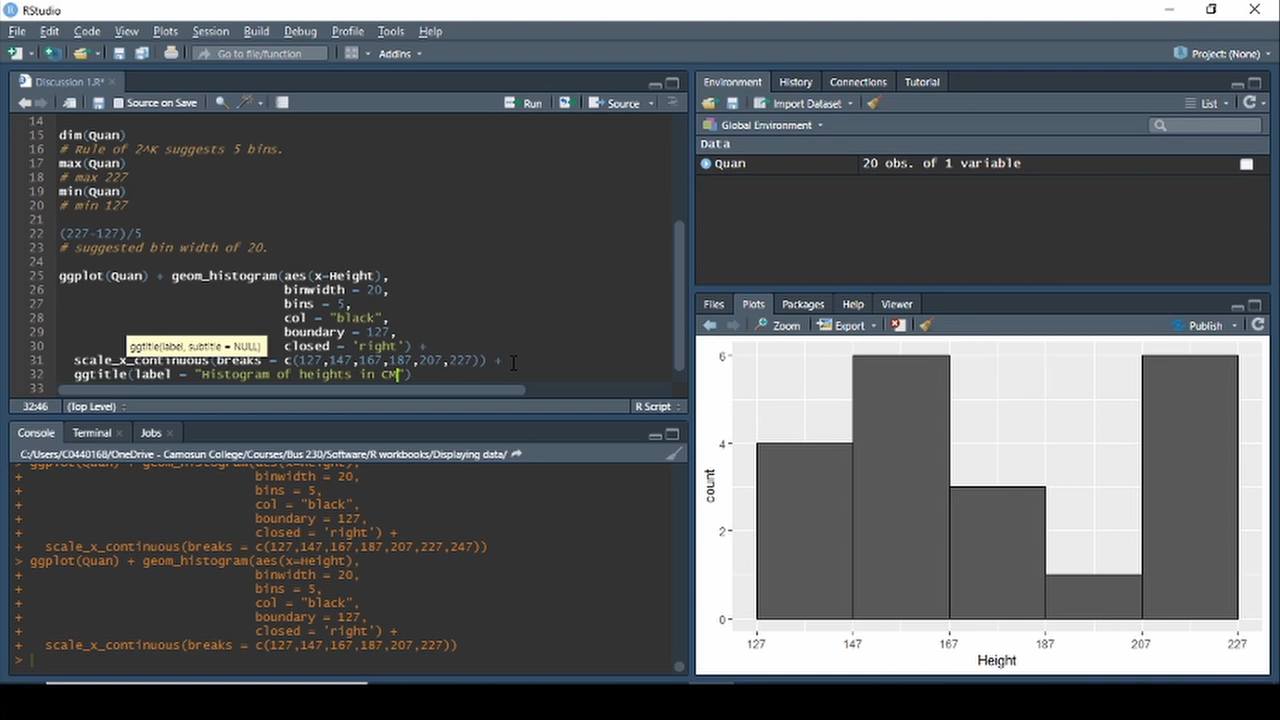 RStudio
File Edit Code View Plots Session Build Debug Profile Tools Help
Go to file/function Addins Project: (None)
Discussion 1.R*
Source on Save Run Source
14
15 dim(Quan)
16 # Rule of 2^K suggests 5 bins.
17 max(Quan)
18 # max 227
19 min(Quan)
20 # min 127
21
22 (227-127)/5
23 # suggested bin width of 20.
24
25 ggplot(Quan) + geom_histogram(aes(x=Height),
26 binwidth = 20,
27 bins = 5,
28 col = "black",
29 boundary = 127,
ggtitle(label, subtitle = NULL)
30 closed = 'right') +
31 scale_x_continuous(breaks = c(127,147,167,187,207,227)) +
32 ggtitle(label = "Histogram of heights in CM")
33
32:46 (Top Level) R Script
Console Terminal Jobs
C:/Users/C0440168/OneDrive - Camosun College/Courses/Bus 230/Software/R workbooks/Displaying data/
> ggplot(Quan) + geom_histogram(aes(x=Height),
+ binwidth = 20,
+ bins = 5,
+ col = "black",
+ boundary = 127,
+ closed = 'right') +
+ scale_x_continuous(breaks = c(127,147,167,187,207,227,247))
> ggplot(Quan) + geom_histogram(aes(x=Height),
+ binwidth = 20,
+ bins = 5,
+ col = "black",
+ boundary = 127,
+ closed = 'right') +
+ scale_x_continuous(breaks = c(127,147,167,187,207,227))
>
Environment History Connections Tutorial
Import Dataset List
Global Environment
Data
Quan 20 obs. of 1 variable
Files Plots Packages Help Viewer
Zoom Export Publish
6
4
2
0
count
127 147 167 187 207 227
Height